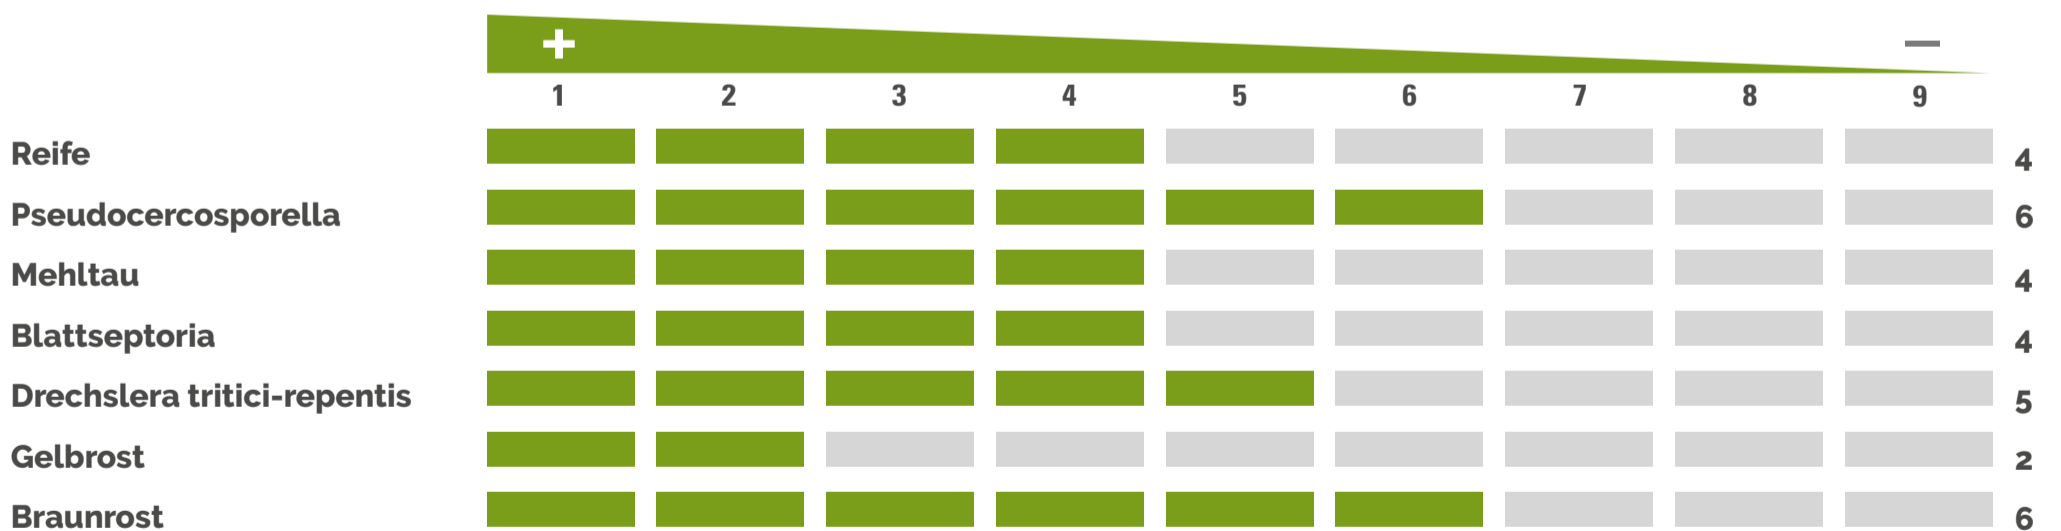 + –
1 2 3 4 5 6 7 8 9
Reife 4
Pseudocercosporella 6
Mehltau 4
Blattseptoria 4
Drechslera tritici-repentis 5
Gelbrost 2
Braunrost 6